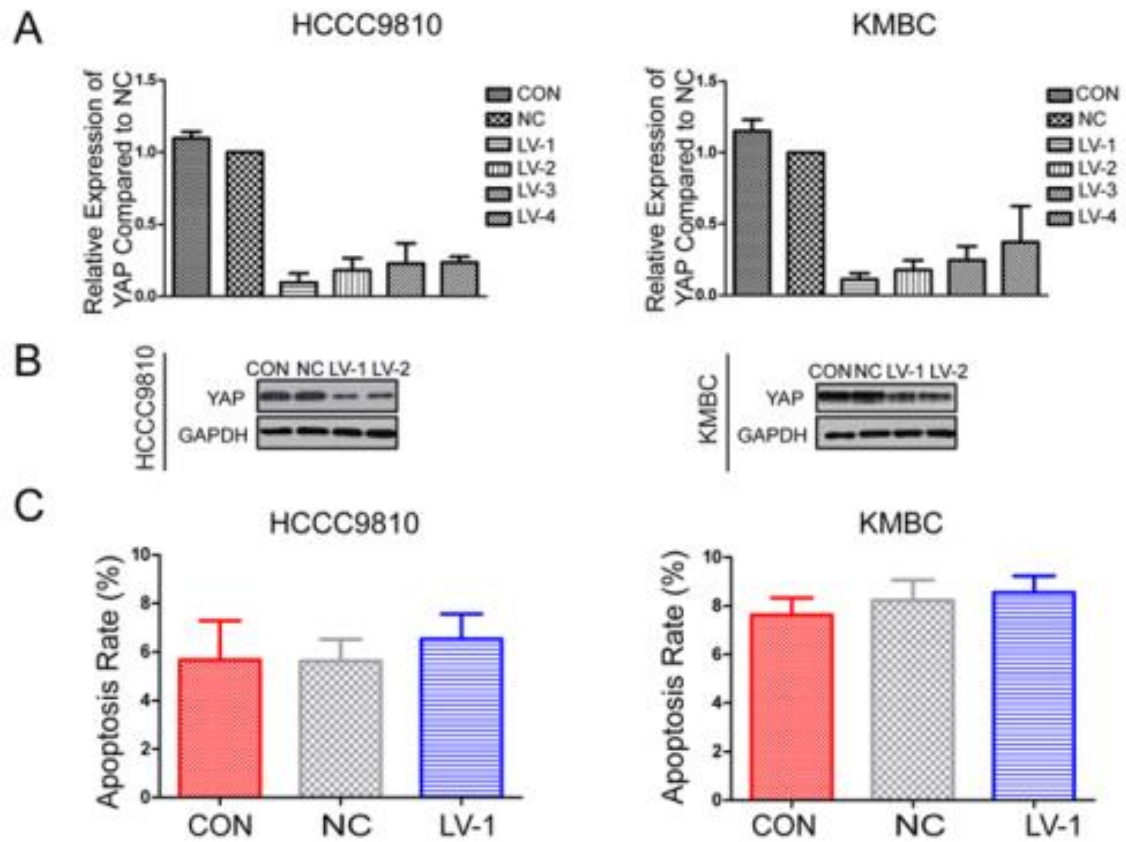 A
HCCC9810
KMBC
Relative Expression of
YAP Compared to NC
1.5
1.0
0.5
0.0
CON
NC
LV-1
LV-2
LV-3
LV-4
Relative Expression of
YAP Compared to NC
1.5
1.0
0.5
0.0
CON
NC
LV-1
LV-2
LV-3
LV-4
B
HCCC9810
CON NC LV-1 LV-2
YAP
GAPDH
KMBC
CON NC LV-1 LV-2
YAP
GAPDH
C
HCCC9810
Apoptosis Rate (%)
10
8
6
4
2
0
CON NC LV-1
KMBC
Apoptosis Rate (%)
10
8
6
4
2
0
CON NC LV-1